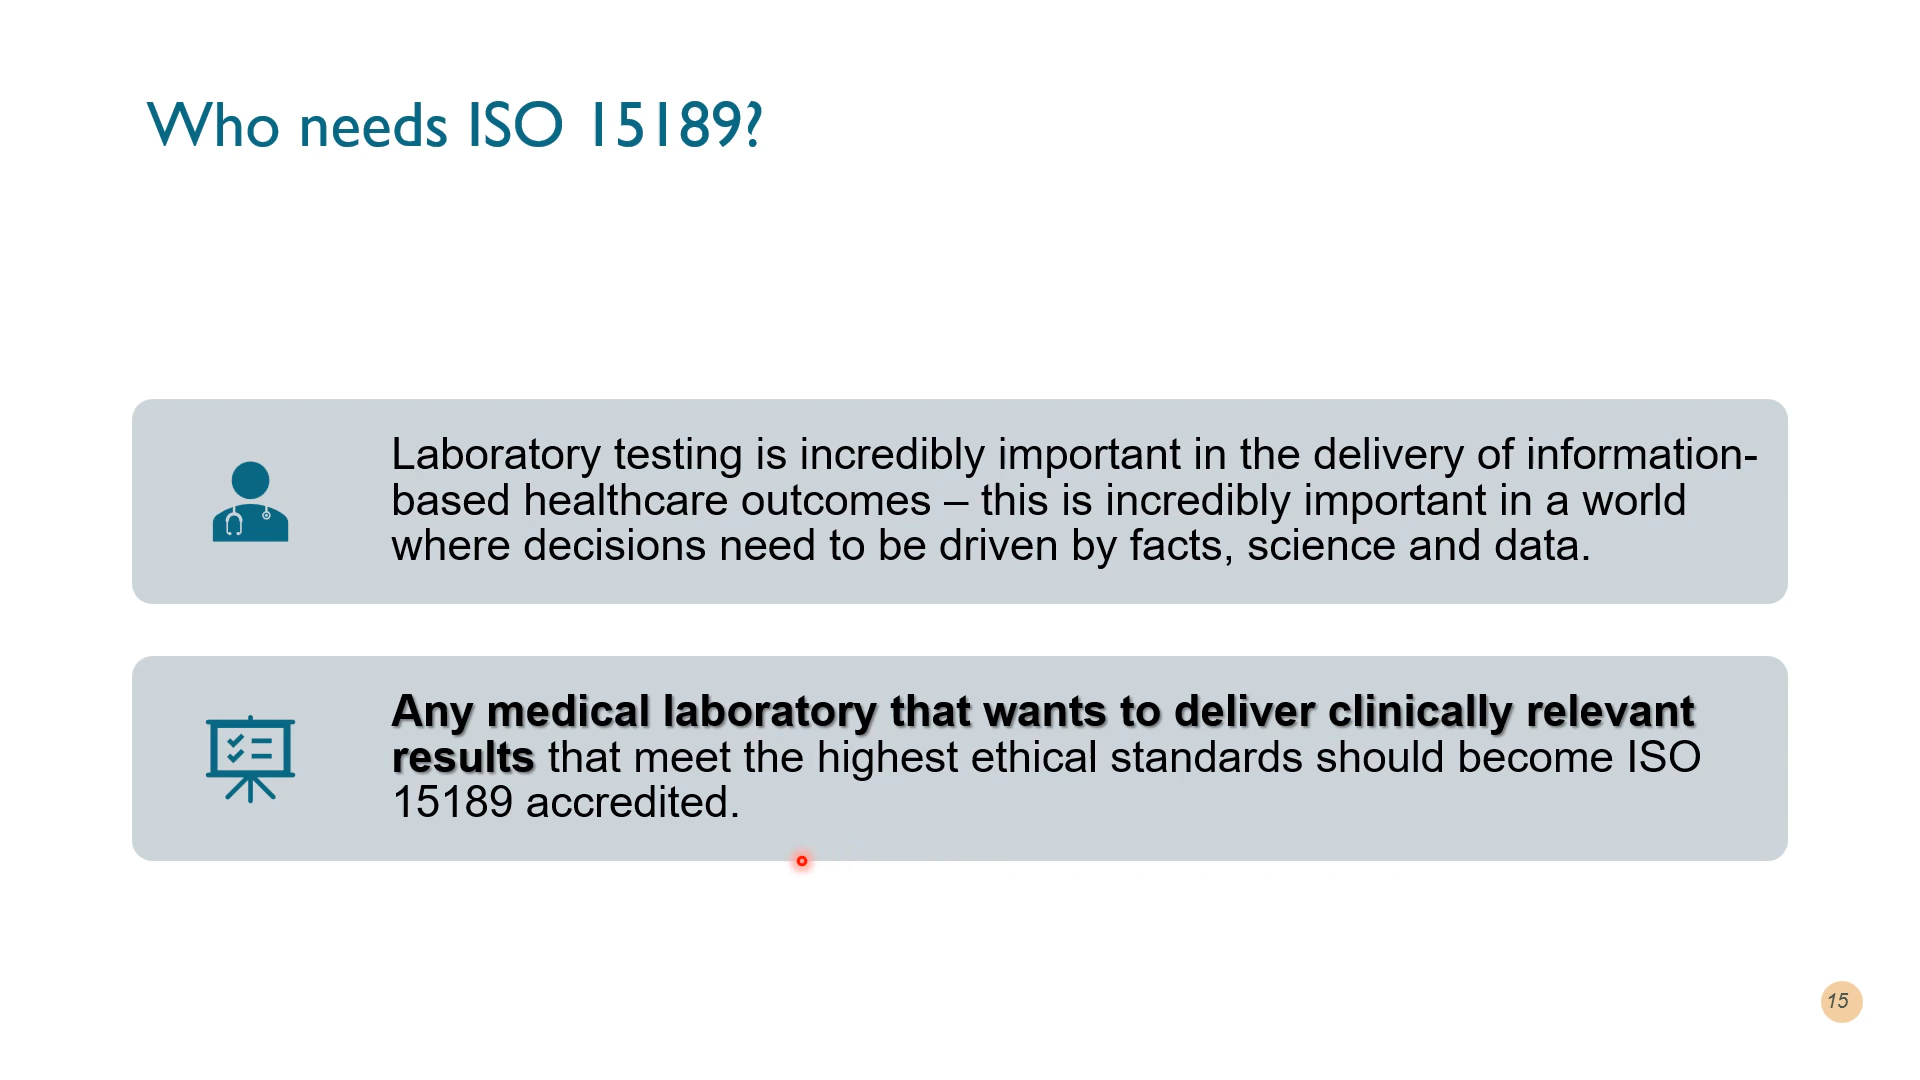 Who needs ISO 15189?
Laboratory testing is incredibly important in the delivery of information-
based healthcare outcomes – this is incredibly important in a world
where decisions need to be driven by facts, science and data.
Any medical laboratory that wants to deliver clinically relevant
results that meet the highest ethical standards should become ISO
15189 accredited.
15